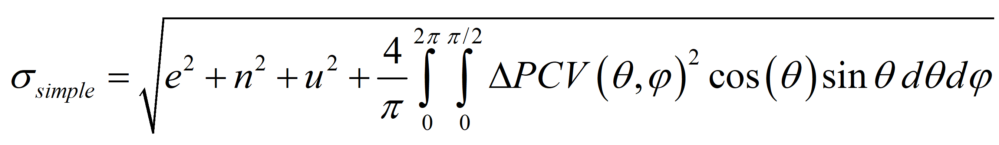 σ_simple = √(e² + n² + u² + 4/π ∫₀^{2π} ∫₀^{π/2} ΔPCV(θ,φ)² cos(θ) sin θ dθdφ)